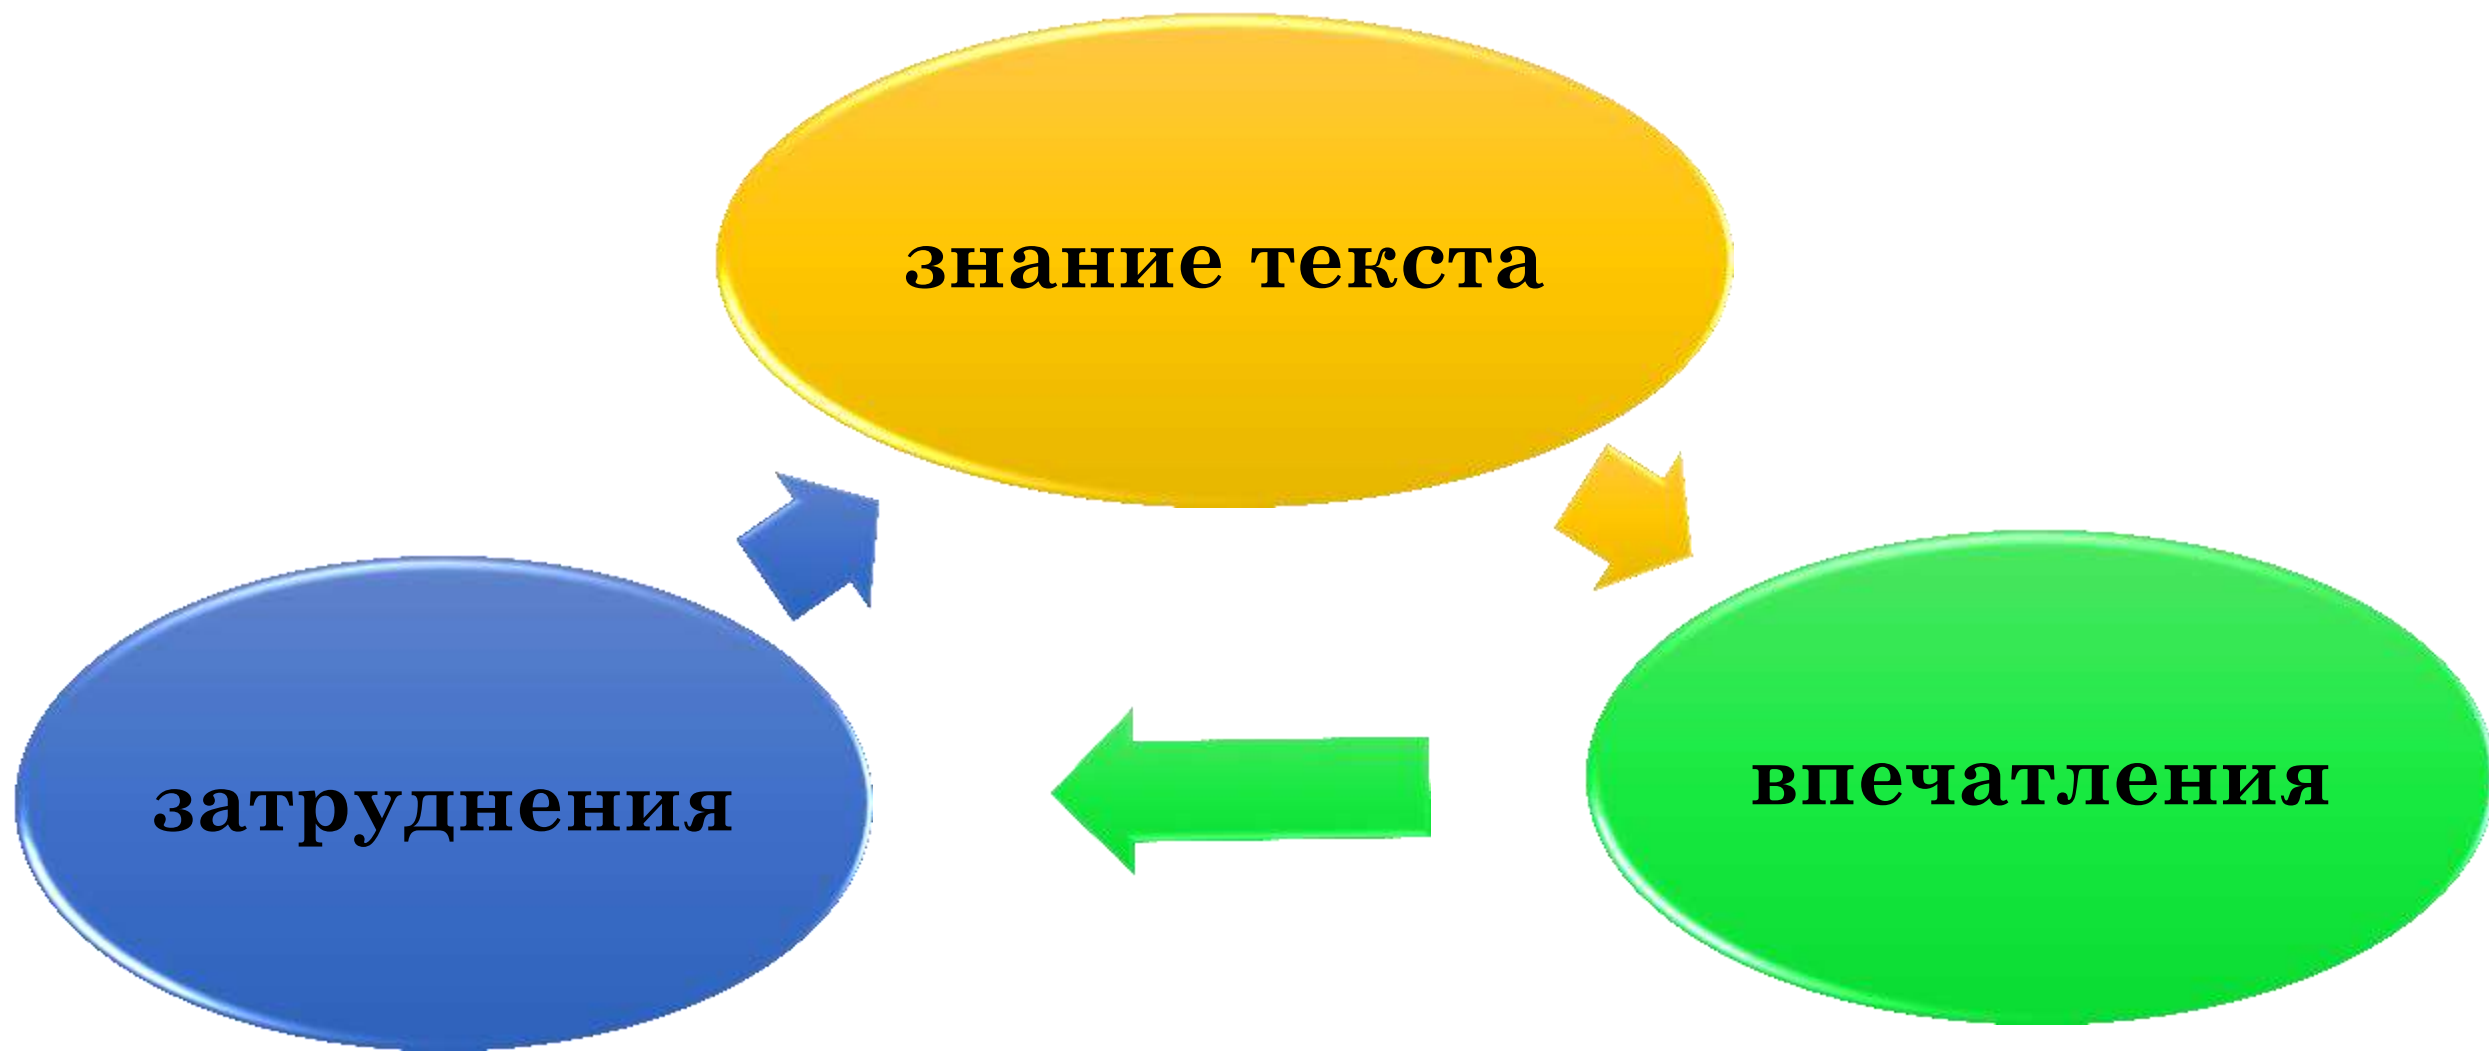 знание текста
впечатления
затруднения